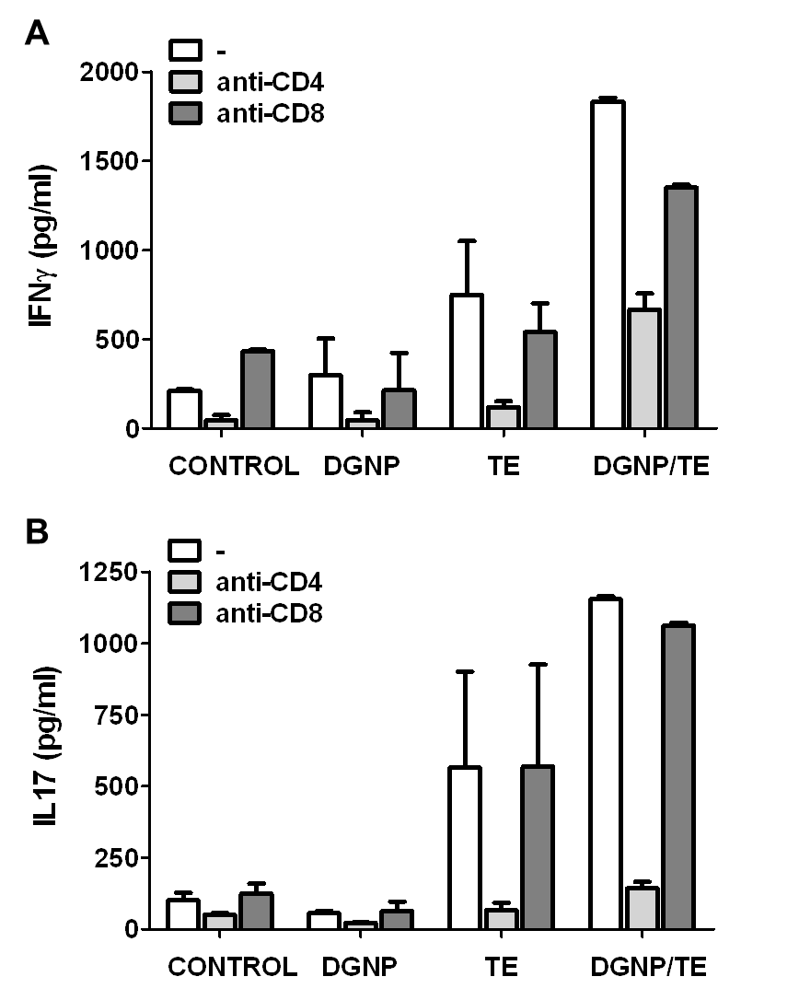 A
-
anti-CD4
anti-CD8
2000
1500
1000
500
0
IFNγ (pg/ml)
CONTROL DGNP TE DGNP/TE
B
-
anti-CD4
anti-CD8
1250
1000
750
500
250
0
IL17 (pg/ml)
CONTROL DGNP TE DGNP/TE